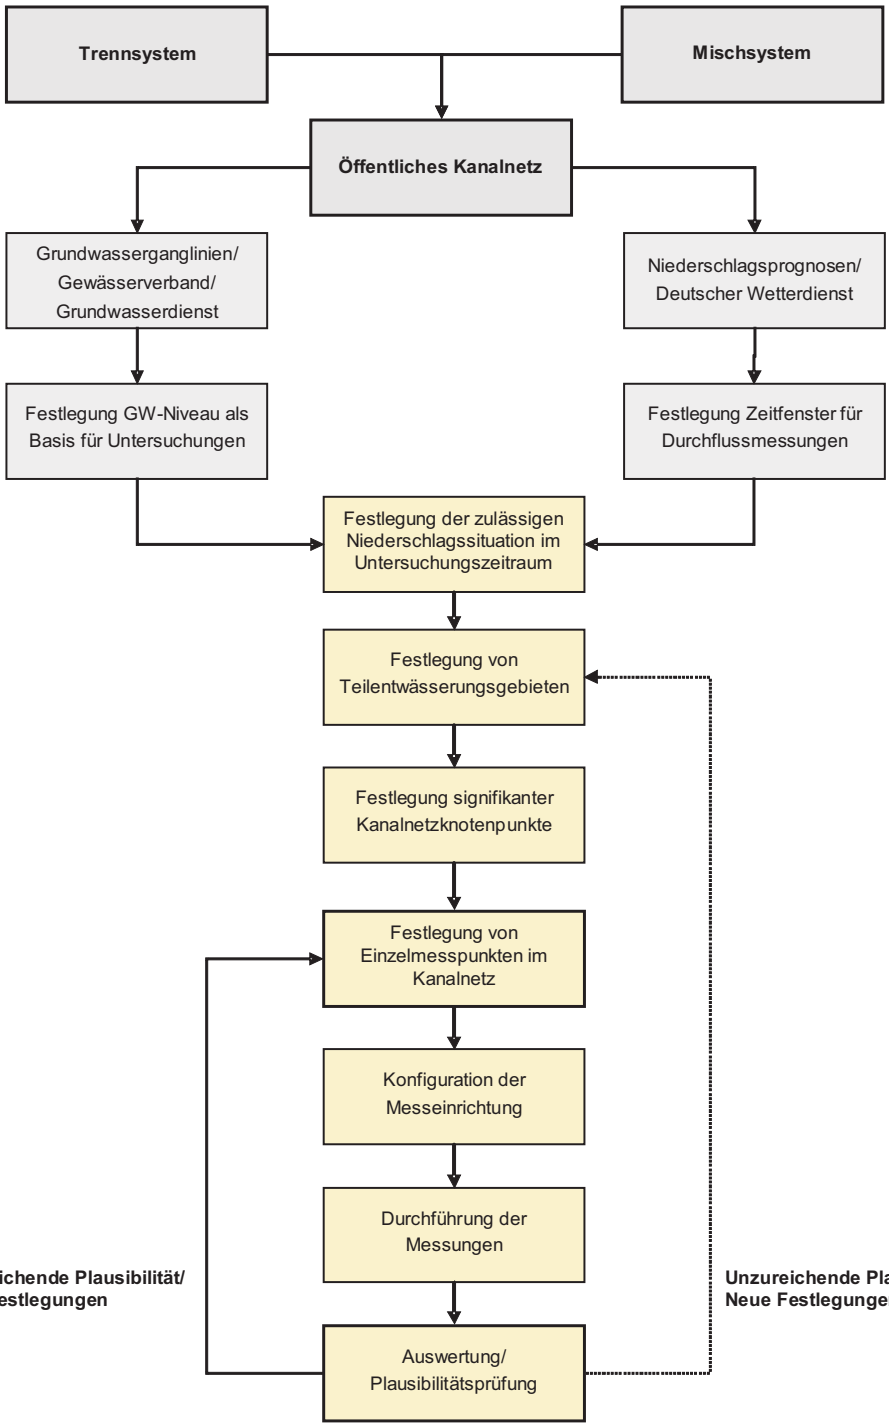 Trennsystem
Mischsystem
Öffentliches Kanalnetz
Grundwasserganglinien/
Gewässerverband/
Grundwasserdienst
Niederschlagsprognosen/
Deutscher Wetterdienst
Festlegung GW-Niveau als
Basis für Untersuchungen
Festlegung Zeitfenster für
Durchflussmessungen
Festlegung der zulässigen
Niederschlagssituation im
Untersuchungszeitraum
Festlegung von
Teilentwässerungsgebieten
Festlegung signifikanter
Kanalnetzknotenpunkte
Festlegung von
Einzelmesspunkten im
Kanalnetz
Konfiguration der
Messeinrichtung
Durchführung der
Messungen
ichende Plausibilität/
estlegungen
Unzureichende Pla
Neue Festlegunge
Auswertung/
Plausibilitätsprüfung